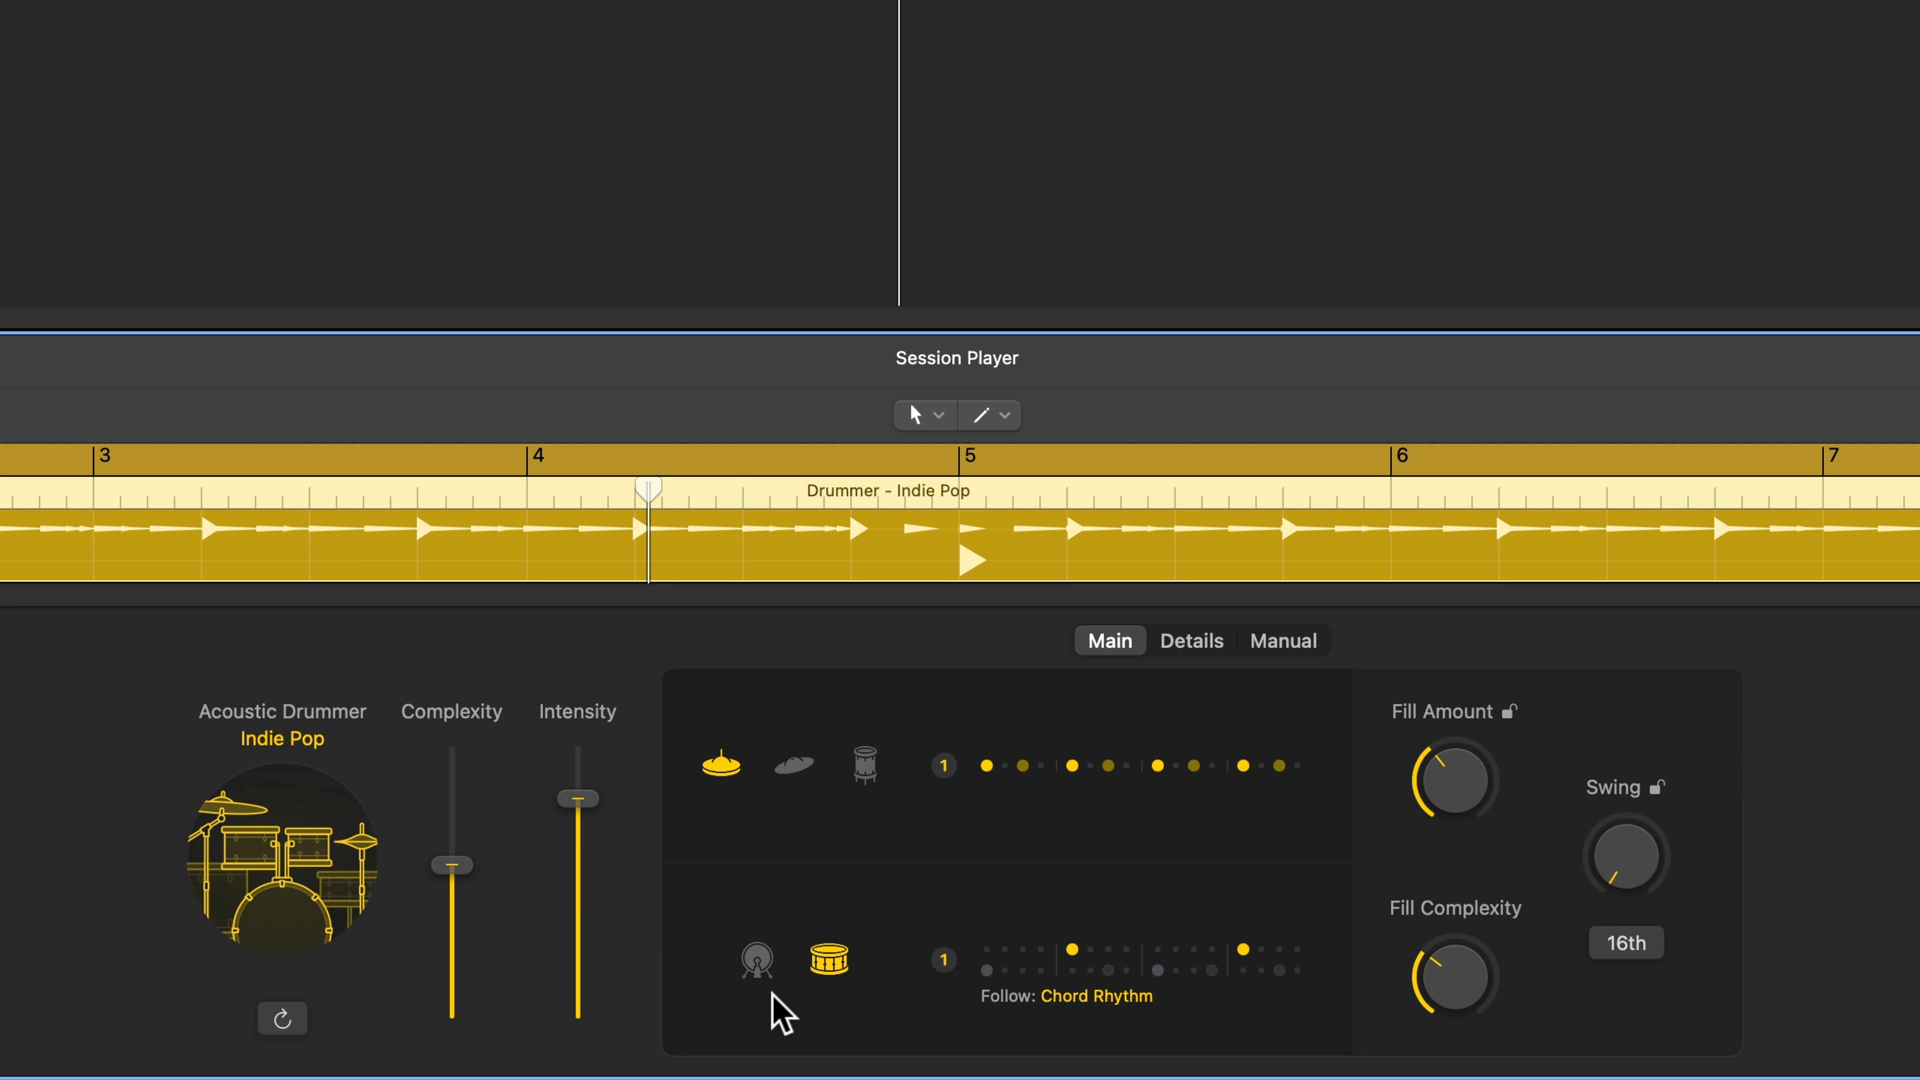 Session Player
3 4 5 6 7
Drummer - Indie Pop
Main Details Manual
Acoustic Drummer
Indie Pop
Complexity
Intensity
1
1
Follow: Chord Rhythm
Fill Amount
Swing
Fill Complexity
16th